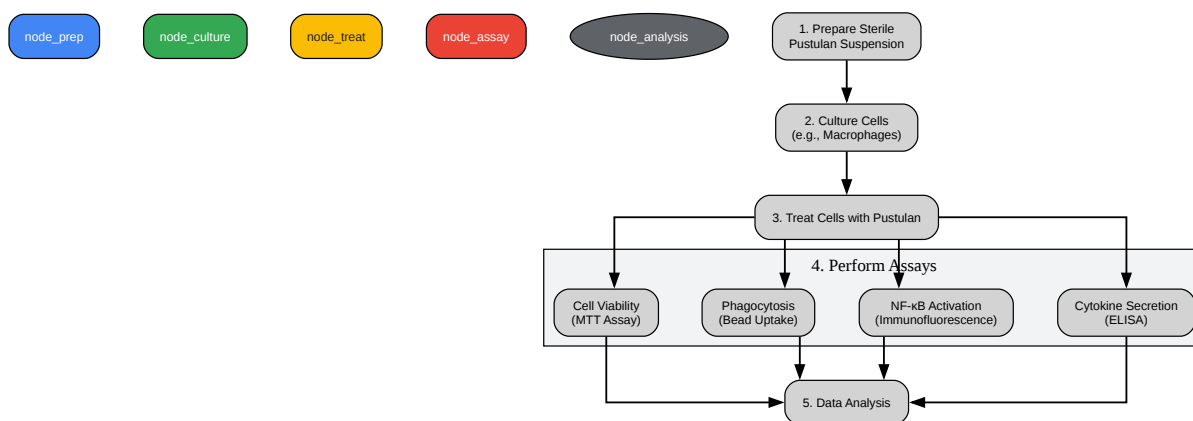 node_prep
node_culture
node_treat
node_assay
node_analysis
1. Prepare Sterile
Pustulan Suspension
2. Culture Cells
(e.g., Macrophages)
3. Treat Cells with Pustulan
4. Perform Assays
Cell Viability
(MTT Assay)
Phagocytosis
(Bead Uptake)
NF-κB Activation
(Immunofluorescence)
Cytokine Secretion
(ELISA)
5. Data Analysis